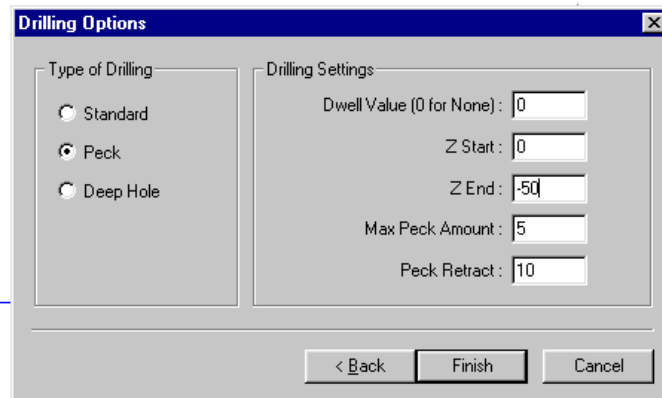 Drilling Options
Type of Drilling
Standard
Peck
Deep Hole
Drilling Settings
Dwell Value (0 for None) : 0
Z Start : 0
Z End : -50
Max Peck Amount : 5
Peck Retract : 10
< Back
Finish
Cancel